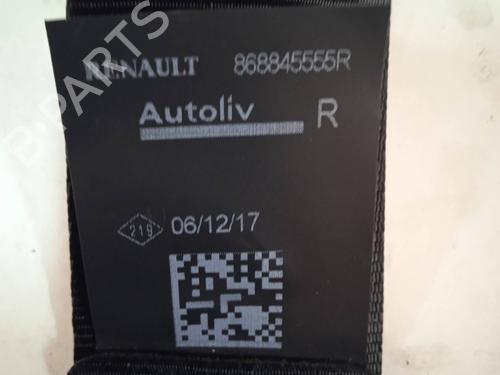 RENAULT 868845555R
Autoliv R
219 06/12/17
B-PARTS